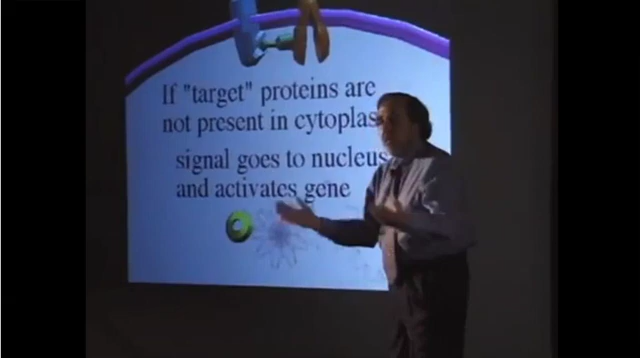 If "target" proteins are
not present in cytoplas
signal goes to nucleus
and activates gene